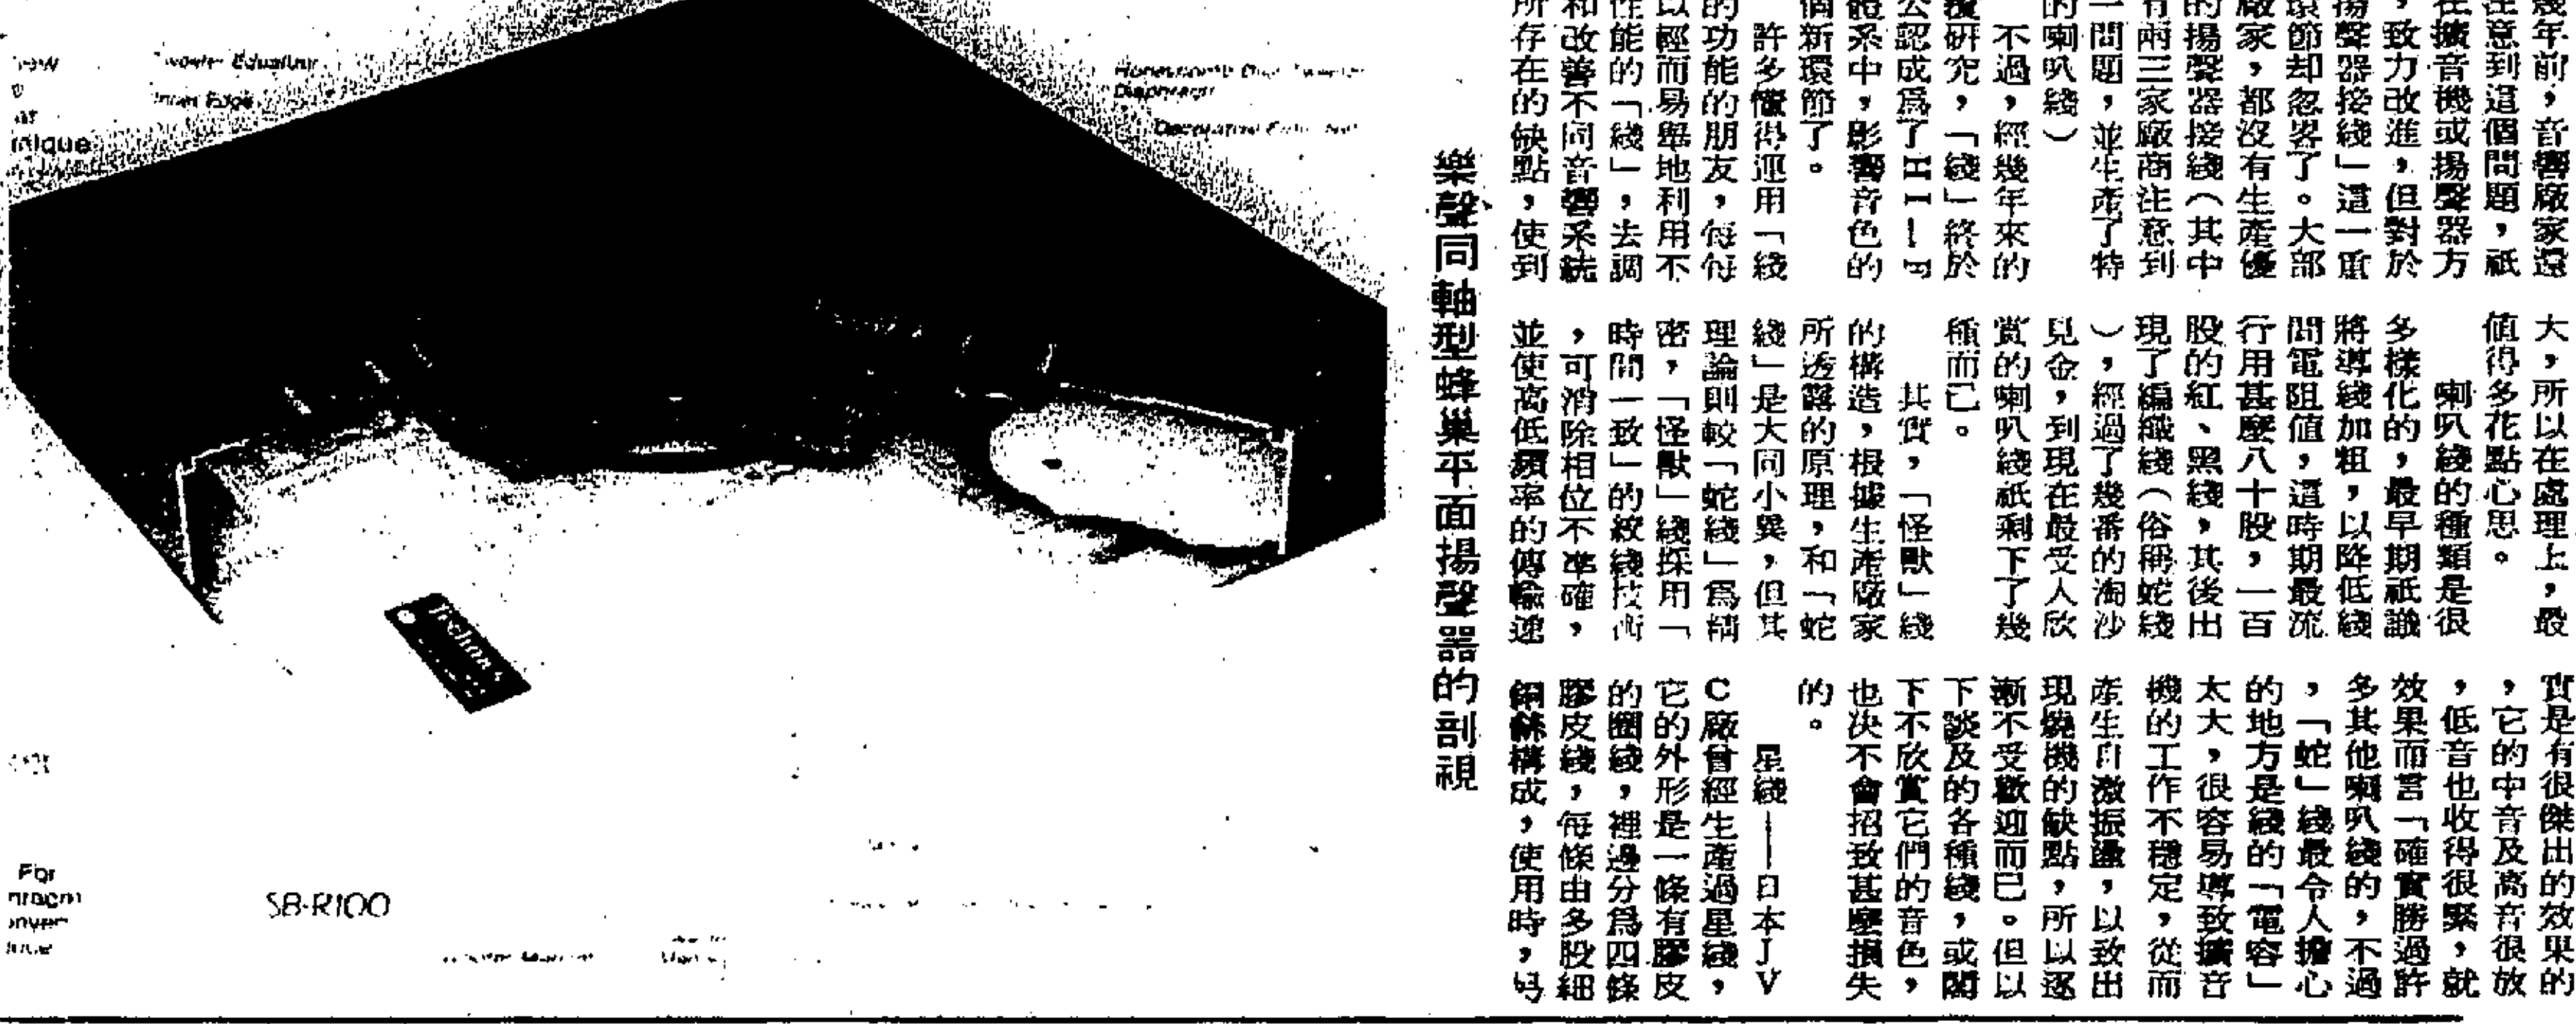 幾年前，音響廠家還
注意到這個問題，祇
在擴音機或揚聲器方
，致力改進，但對於
揚聲器接綫」這一重
環節却忽畧了。大部
廠家，都沒有生產優
的揚聲器接綫（其中
有兩三家廠商注意到
一問題，並生產了特
的喇叭綫）
不過，經幾年來的
覆研究，「綫」終於
公認成爲了HI—F
體系中，影響音色的
個新環節了。
許多懂得運用「綫
的功能的朋友，每每
以輕而易舉地利用不
性能的「綫」，去調
和改善不同音響系統
所存在的缺點，使到
大，所以在處理上，最
值得多花點心思。
喇叭綫的種類是很
多樣化的，最早期祇識
將導綫加粗，以降低綫
間電阻值，這時期最流
行用甚麼八十股，一百
股的紅、黑綫，其後出
現了編織綫（俗稱蛇綫
），經過了幾番的淘沙
見金，到現在最受人欣
賞的喇叭綫祇剩下了幾
種而已。
其實，「怪獸」綫
的構造，根據生產廠家
所透露的原理，和「蛇
綫」是大同小異，但其
理論則較「蛇綫」爲精
密，「怪獸」綫採用「
時間一致」的絞綫技術
，可消除相位不準確，
並使高低頻率的傳輸速
實是有很傑出的效果的
，它的中音及高音很放
，低音也收得很緊，就
效果而言「確實勝過許
多其他喇叭綫的，不過
，「蛇」綫最令人擔心
的地方是綫的「電容」
太大，很容易導致擴音
機的工作不穩定，從而
產生自激振盪，以致出
現燒機的缺點，所以逐
漸不受歡迎而已。但以
下談及的各種綫，或閣
下不欣賞它們的音色，
也決不會招致甚麼損失
的。
星綫——日本JV
C廠曾經生產過星綫，
它的外形是一條有膠皮
的圈綫，裡邊分爲四條
膠皮綫，每條由多股細
銅絲構成，使用時，
樂聲同軸型蜂巢平面揚聲器的剖視
Tweeter Equalizer
Inner Edge
Diaphragm
Technics
For
SB-R100